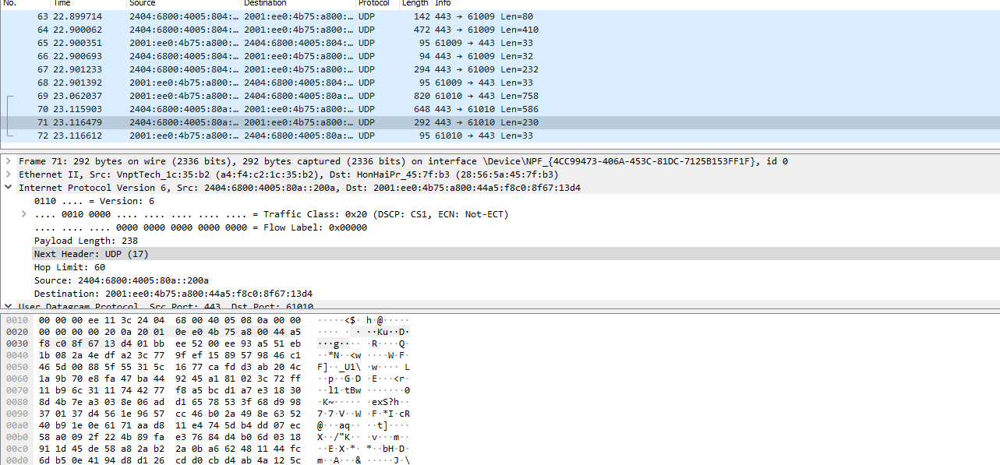 No. Time Source Destination Protocol Length Info
63 22.899714 2404:6800:4005:804:… 2001:ee0:4b75:a800:… UDP 142 443 → 61009 Len=80
64 22.900062 2404:6800:4005:804:… 2001:ee0:4b75:a800:… UDP 472 443 → 61009 Len=410
65 22.900351 2001:ee0:4b75:a800:… 2404:6800:4005:804:… UDP 95 61009 → 443 Len=33
66 22.900693 2404:6800:4005:804:… 2001:ee0:4b75:a800:… UDP 94 443 → 61009 Len=32
67 22.901233 2404:6800:4005:804:… 2001:ee0:4b75:a800:… UDP 294 443 → 61009 Len=232
68 22.901392 2001:ee0:4b75:a800:… 2404:6800:4005:804:… UDP 95 61009 → 443 Len=33
69 23.062037 2001:ee0:4b75:a800:… 2404:6800:4005:80a:… UDP 820 61010 → 443 Len=758
70 23.115903 2404:6800:4005:80a:… 2001:ee0:4b75:a800:… UDP 648 443 → 61010 Len=586
71 23.116479 2404:6800:4005:80a:… 2001:ee0:4b75:a800:… UDP 292 443 → 61010 Len=230
72 23.116612 2001:ee0:4b75:a800:… 2404:6800:4005:80a:… UDP 95 61010 → 443 Len=33
Frame 71: 292 bytes on wire (2336 bits), 292 bytes captured (2336 bits) on interface \Device\NPF_{4CC99473-406A-453C-81DC-7125B153FF1F}, id 0
Ethernet II, Src: VnptTech_1c:35:b2 (a4:f4:c2:1c:35:b2), Dst: HonHaiPr_45:7f:b3 (28:56:5a:45:7f:b3)
Internet Protocol Version 6, Src: 2404:6800:4005:80a::200a, Dst: 2001:ee0:4b75:a800:44a5:f8c0:8f67:13d4
0110 .... = Version: 6
.... 0010 0000 .... .... .... .... .... = Traffic Class: 0x20 (DSCP: CS1, ECN: Not-ECT)
.... .... .... 0000 0000 0000 0000 0000 = Flow Label: 0x00000
Payload Length: 238
Next Header: UDP (17)
Hop Limit: 60
Source: 2404:6800:4005:80a::200a
Destination: 2001:ee0:4b75:a800:44a5:f8c0:8f67:13d4
User Datagram Protocol, Src Port: 443, Dst Port: 61010
0010 00 00 00 ee 11 3c 24 04 68 00 40 05 08 0a 00 00 ·····<$· h·@·····
0020 00 00 00 00 20 0a 20 01 0e e0 4b 75 a8 00 44 a5 ···· · · ··Ku··D·
0030 f8 c0 8f 67 13 d4 01 bb ee 52 00 ee 93 a5 51 eb ···g···· ·R····Q·
0040 1b 08 2a 4e df a2 3c 77 9f ef 15 89 57 98 46 c1 ··*N··<w ····W·F·
0050 46 5d 00 88 5f 55 31 5c 16 77 ca fd d3 ab 20 4c F]··_U1\ ·w···· L
0060 1a 9b 70 e8 fa 47 ba 44 92 45 a1 81 02 3c 72 ff ··p··G·D ·E···<r·
0070 11 b9 6c 31 11 74 42 77 f8 a5 bc d1 a7 e3 18 30 ··l1·tBw ·······0
0080 8d 4b 7e a3 03 8e 06 ad d1 65 78 53 3f 68 d9 98 ·K~····· ·exS?h··
0090 37 01 37 d4 56 1e 96 57 cc 46 b0 2a 49 8e 63 52 7·7·V··W ·F·*I·cR
00a0 40 b9 1e 0e 61 71 aa d8 11 e4 74 5d b4 dd 07 ec @···aq·· ··t]····
00b0 58 a0 09 2f 22 4b 89 fa e3 76 84 d4 b0 6d 03 18 X··/"K·· ·v···m··
00c0 91 1d 45 de 58 a8 2a b2 2a 0b a6 62 48 11 44 fc ··E·X·*· *··bH·D·
00d0 6d b5 0e 41 94 d8 d1 26 cd d0 cb d4 ab 4a 12 5c m··A···& ·····J·\